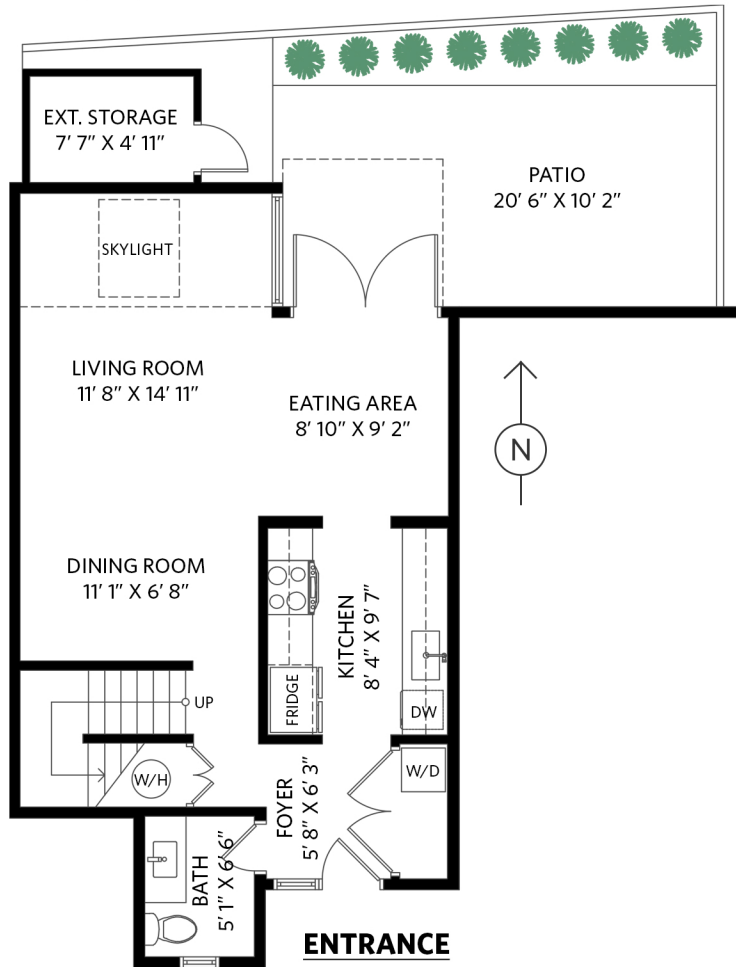 EXT. STORAGE
7’ 7” X 4’ 11”
PATIO
20’ 6” X 10’ 2”
SKYLIGHT
LIVING ROOM
11’ 8” X 14’ 11”
EATING AREA
8’ 10” X 9’ 2”
N
DINING ROOM
11’ 1” X 6’ 8”
KITCHEN
8’ 4” X 9’ 7”
FRIDGE
UP
DW
W/H
FOYER
5’ 8” X 6’ 3”
W/D
BATH
5’ 1” X 6’ 6”
ENTRANCE